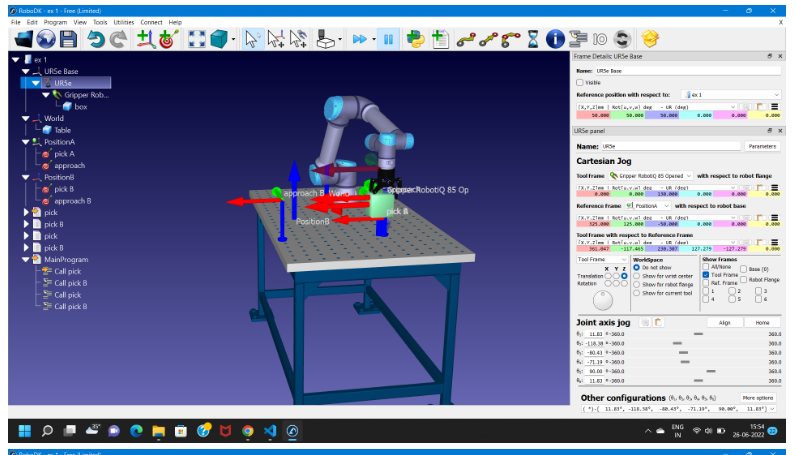 RoboDK - ex 1 - Free (Limited)
File Edit Program View Tools Utilities Connect Help
ex 1
UR5e Base
UR5e
Gripper Rob...
box
World
Table
PositionA
pick A
approach
PositionB
pick B
approach B
pick
pick B
pick
pick B
MainProgram
Call pick
Call pick B
Call pick
Call pick B
approach B
PositionB
pick B
Frame Details: UR5e Base
Name: UR5e Base
Visible
Reference position with respect to: ex 1
[X,Y,Z]mm | Rot[u,v,w] deg - UR (deg)
50.000 50.000 50.000 0.000 0.000 0.000
UR5e panel
Name: UR5e Parameters
Cartesian Jog
Tool Frame Gripper RobotiQ 85 Opened with respect to robot flange
[X,Y,Z]mm | Rot[u,v,w] deg - UR (deg)
0.000 0.000 0.000 0.000 0.000 0.000
Reference Frame PositionA with respect to robot base
[X,Y,Z]mm | Rot[u,v,w] deg - UR (deg)
325.000 125.000 -50.000 0.000 0.000 0.000
Tool Frame with respect to Reference Frame
[X,Y,Z]mm | Rot[u,v,w] deg - UR (deg)
-117.465 230.307 127.279 -127.279 0.000
Tool Frame WorkSpace Show Frames
X Y Z Do not show All/None Base (0)
Translation Show for wrist center Tool Frame Robot Flange
Rotation Show for robot flange Ref. Frame
Show for current tool 1 2 3
4 5 6
Joint axis jog Align Home
θ₁: 11.83 °-360.0 360.0
θ₂: -118.38 °-360.0 360.0
θ₃: -80.43 °-360.0 360.0
θ₄: -71.19 °-360.0 360.0
θ₅: 90.00 °-360.0 360.0
θ₆: 11.83 °-360.0 360.0
Other configurations (θ₁, θ₂, θ₃, θ₄, θ₅, θ₆) More options
11.83°, -118.38°, -80.43°, -71.19°, 90.00°, 11.83°]
35°
ENG
IN
15:54
26-06-2022